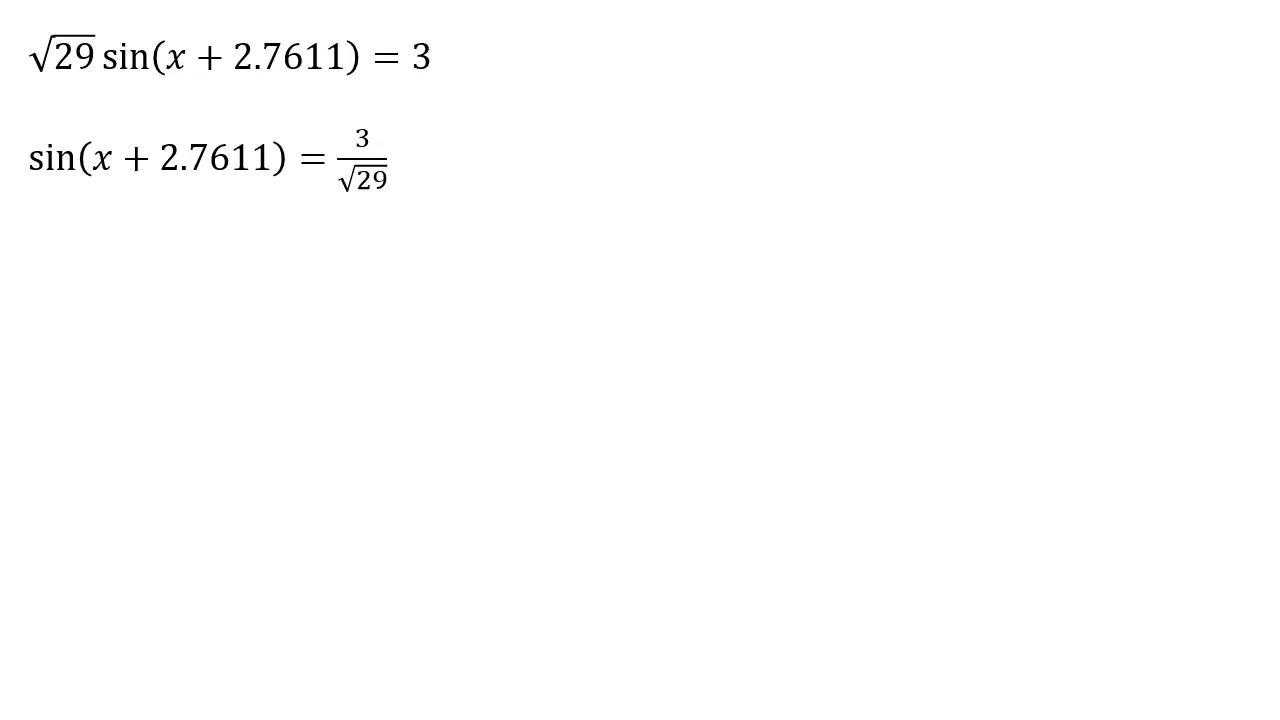 √29 sin(x + 2.7611) = 3
sin(x + 2.7611) = 3/√29